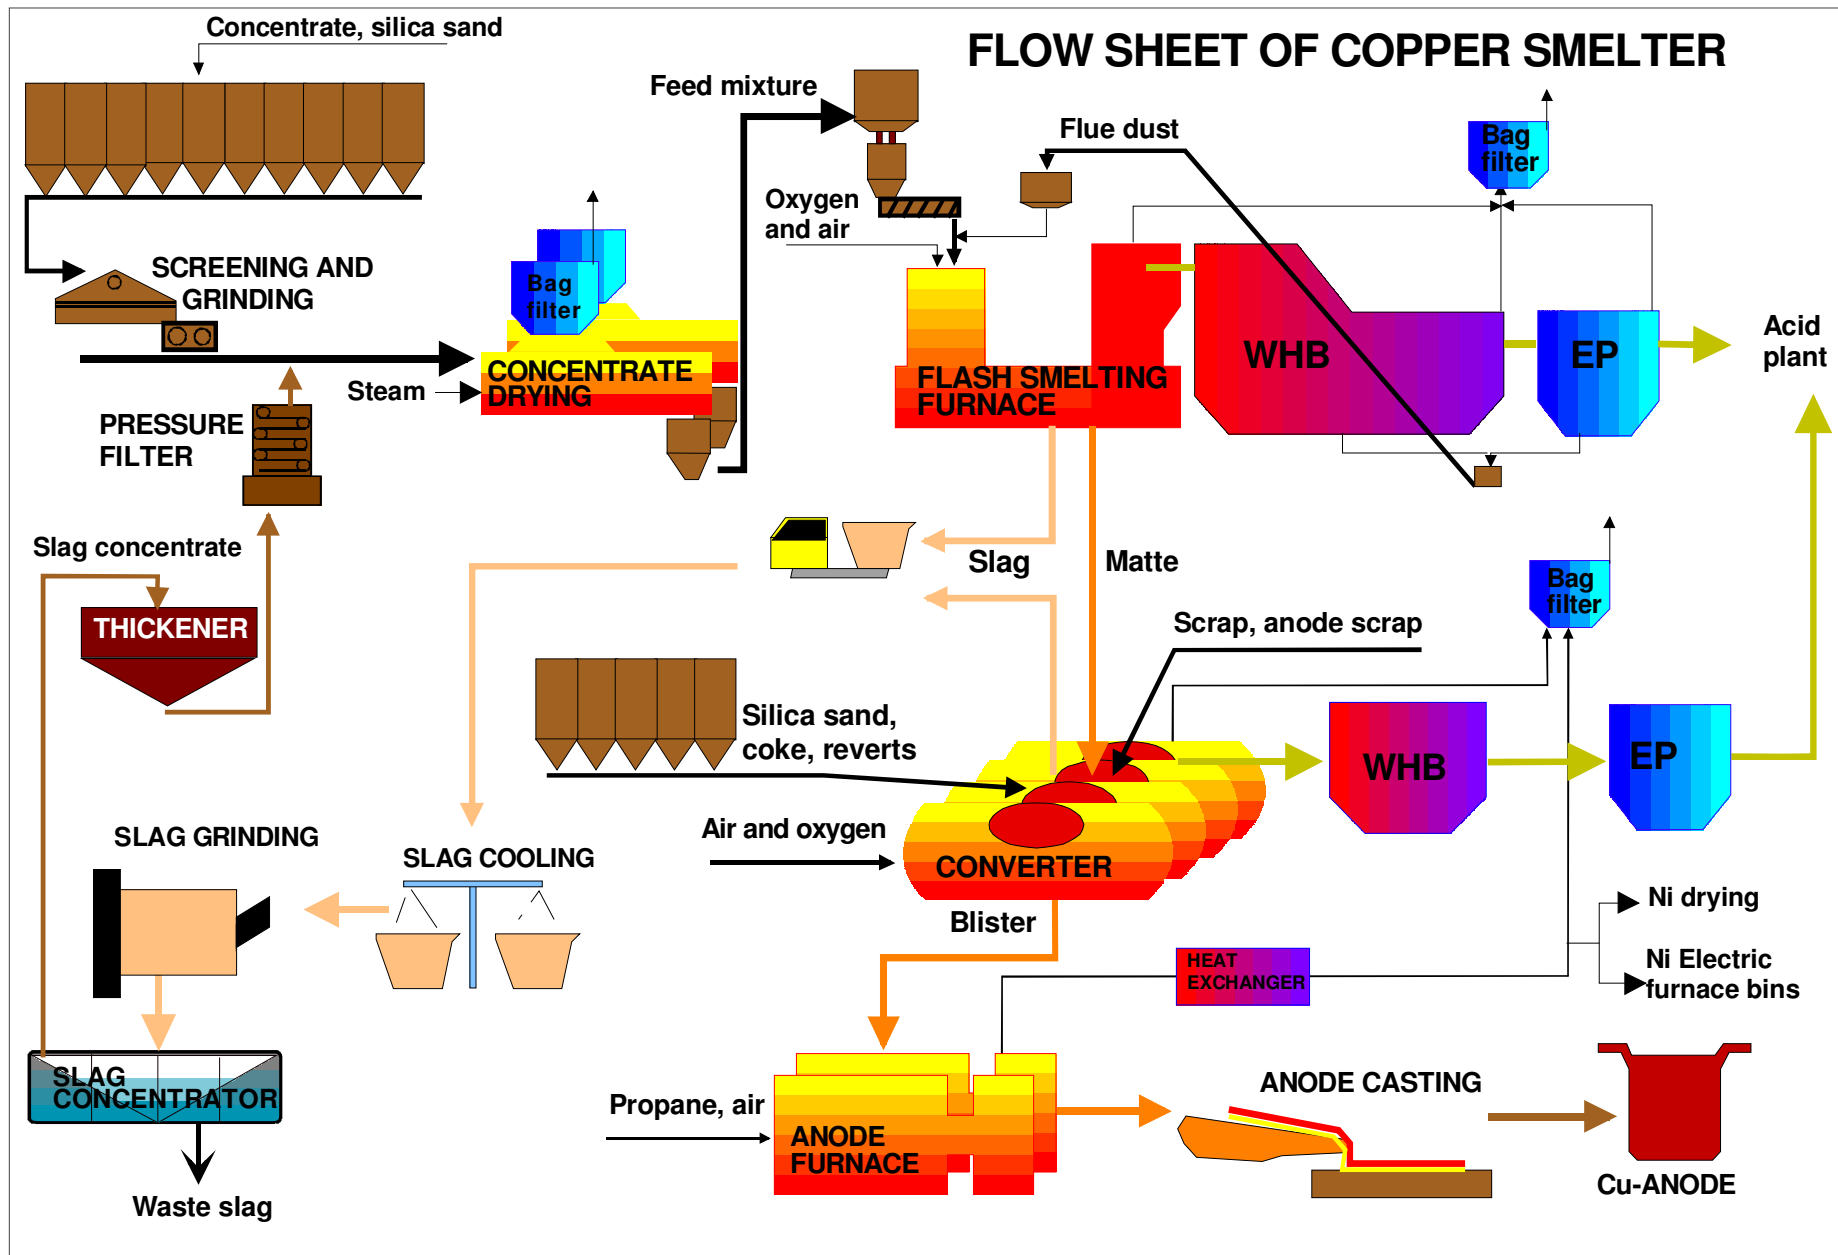 Concentrate, silica sand
FLOW SHEET OF COPPER SMELTER
Feed mixture
Flue dust
Bag
filter
Oxygen
and air
SCREENING AND
GRINDING
Bag
filter
WHB
EP
Acid
plant
CONCENTRATE
DRYING
Steam
FLASH SMELTING
FURNACE
PRESSURE
FILTER
Slag concentrate
Slag
Matte
Bag
filter
THICKENER
Scrap, anode scrap
Silica sand,
coke, reverts
WHB
EP
Air and oxygen
CONVERTER
SLAG GRINDING
SLAG COOLING
Blister
Ni drying
HEAT
EXCHANGER
Ni Electric
furnace bins
SLAG
CONCENTRATOR
ANODE CASTING
Propane, air
ANODE
FURNACE
Cu-ANODE
Waste slag